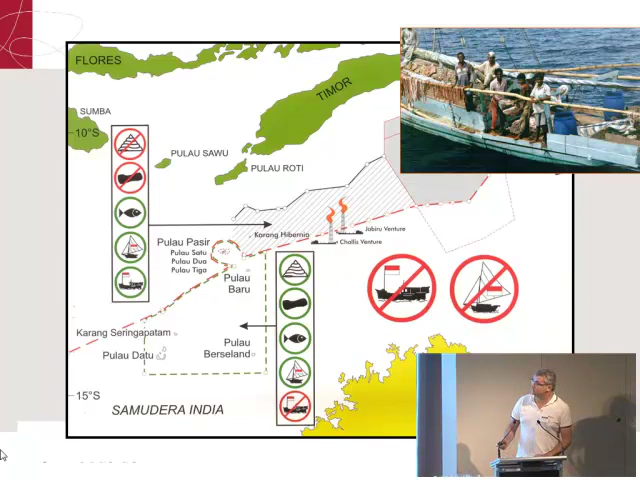 FLORES
TIMOR
SUMBA
10°S
PULAU SAWU
PULAU ROTI
Karang Hibernia
Jabiru Venture
Challis Venture
Pulau Pasir
Pulau Satu
Pulau Dua
Pulau Tiga
Pulau
Baru
Karang Seringapatam
Pulau Datu
Pulau
Berseland
15°S
SAMUDERA INDIA